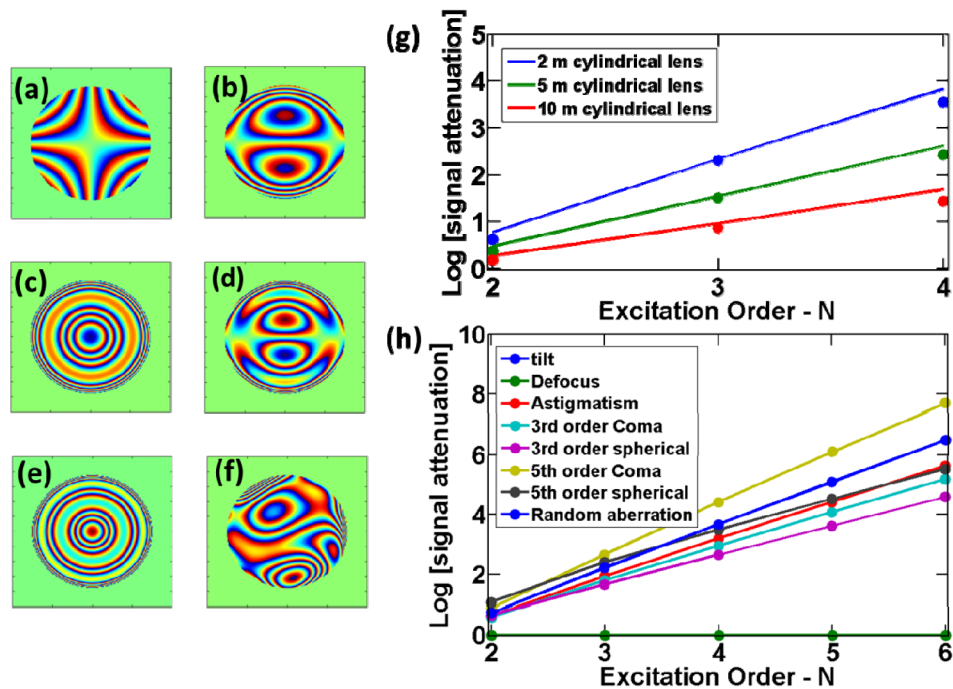 (a)
(b)
(c)
(d)
(e)
(f)
(g)
Log [signal attenuation]
5
4
3
2
1
0
2 m cylindrical lens
5 m cylindrical lens
10 m cylindrical lens
2
3
4
Excitation Order - N
(h)
Log [signal attenuation]
10
8
6
4
2
0
tilt
Defocus
Astigmatism
3rd order Coma
3rd order spherical
5th order Coma
5th order spherical
Random aberration
2
3
4
5
6
Excitation Order - N